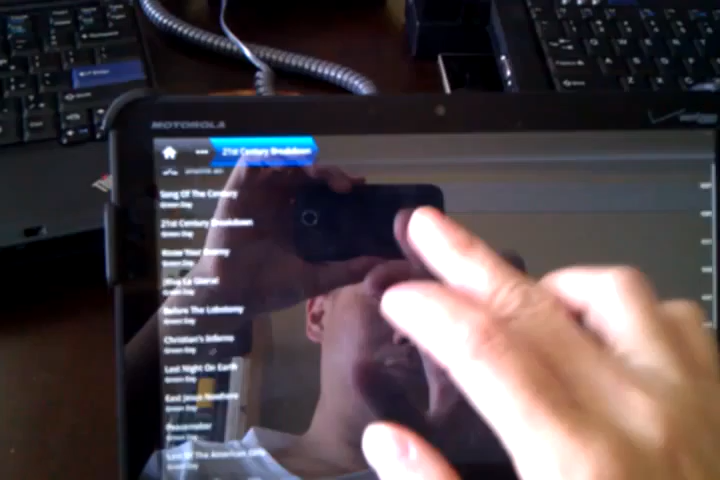 MOTOROLA
21st Century Breakdown
Song Of The Century
Green Day
21st Century Breakdown
Green Day
Know Your Enemy
Green Day
¡Viva La Gloria!
Green Day
Before The Lobotomy
Green Day
Christian's Inferno
Green Day
Last Night On Earth
Green Day
East Jesus Nowhere
Green Day
Peacemaker
Green Day
Last Of The American Girls
Green Day